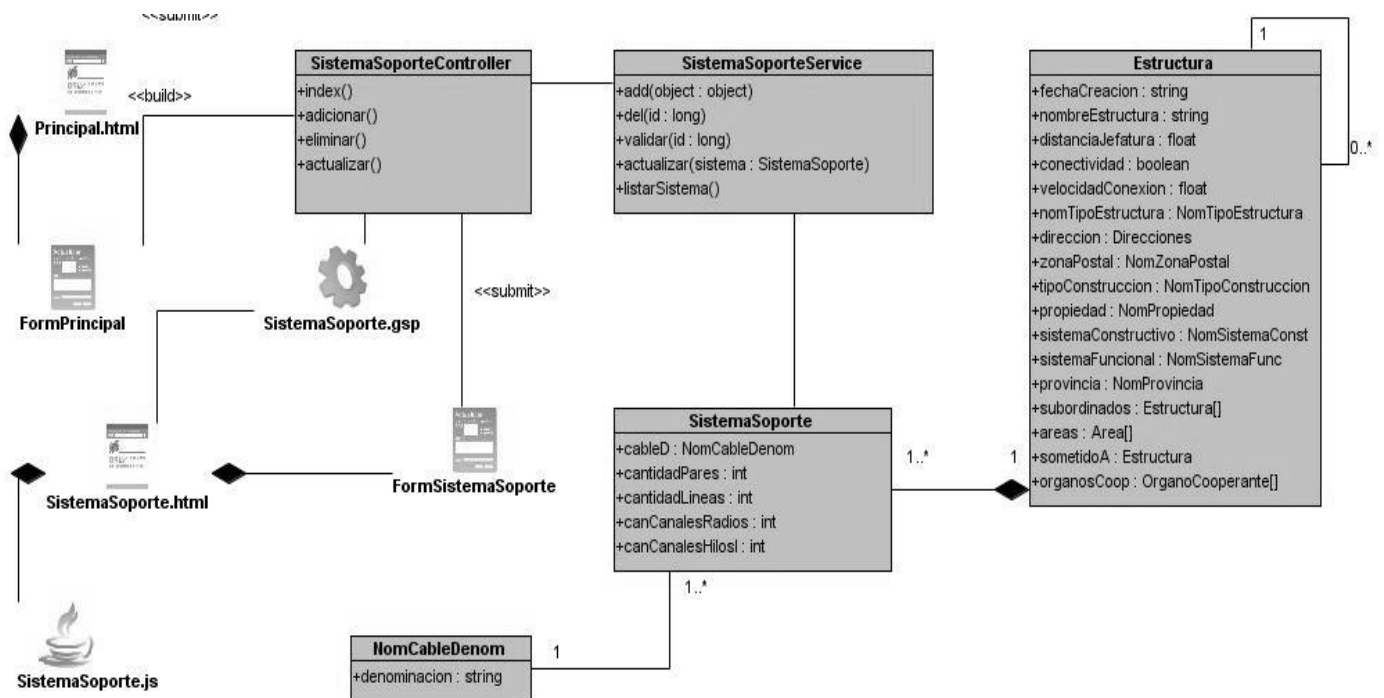 <<submit>>
Principal.html
<<build>>
FormPrincipal
SistemaSoporteController
+index()
+adicionar()
+eliminar()
+actualizar()
SistemaSoporteService
+add(object : object)
+del(id : long)
+validar(id : long)
+actualizar(sistema : SistemaSoporte)
+listarSistema()
Estructura
+fechaCreacion : string
+nombreEstructura : string
+distanciaJefatura : float
+conectividad : boolean
+velocidadConexion : float
+nomTipoEstructura : NomTipoEstructura
+direccion : Direcciones
+zonaPostal : NomZonaPostal
+tipoConstruccion : NomTipoConstruccion
+propiedad : NomPropiedad
+sistemaConstructivo : NomSistemaConst
+sistemaFuncional : NomSistemaFunc
+provincia : NomProvincia
+subordinados : Estructura[]
+areas : Area[]
+sometidoA : Estructura
+organosCoop : OrganoCooperante[]
1
0..*
SistemaSoporte.gsp
<<submit>>
SistemaSoporte.html
FormSistemaSoporte
SistemaSoporte
+cableD : NomCableDenom
+cantidadPares : int
+cantidadLineas : int
+canCanalesRadios : int
+canCanalesHilosI : int
1..*
1
1..*
1
NomCableDenom
+denominacion : string
SistemaSoporte.js